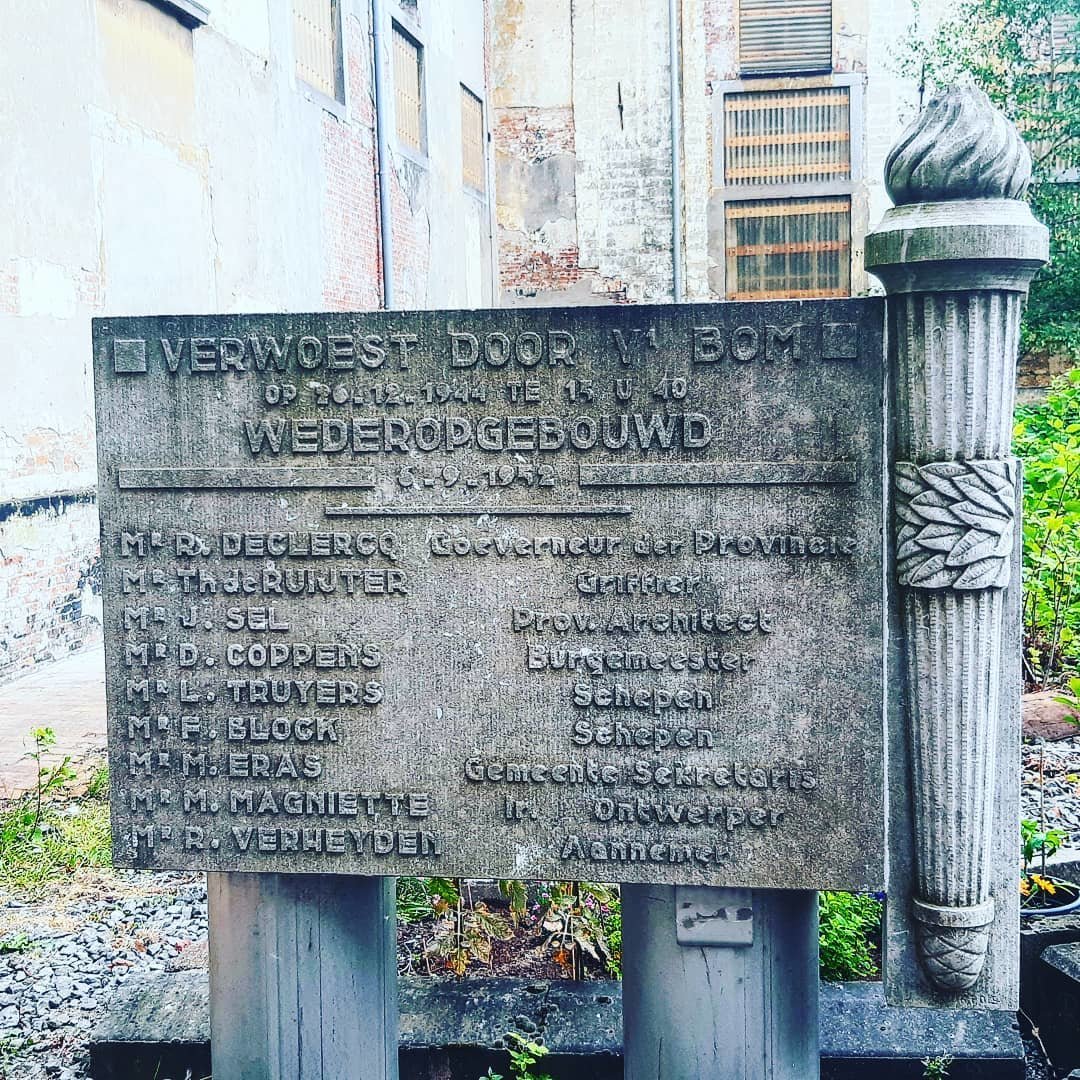 VERWOEST DOOR V1 BOM
OP 26.12.1944 TE 14 U 40
WEDEROPGEBOUWD
6.9.1952
MR R. DECLERCQ Goeverneur der Provincie
MR Th de RUIJTER Griffier
MR J. SEL Prov. Architect
MR D. COPPENS Burgemeester
MR L. TRUYERS Schepen
MR F. BLOCK Schepen
MR M. ERAS Gemeente Sekretaris
MR M. MAGNIETTE Ir. Ontwerper
MR R. VERHEYDEN Aannemer